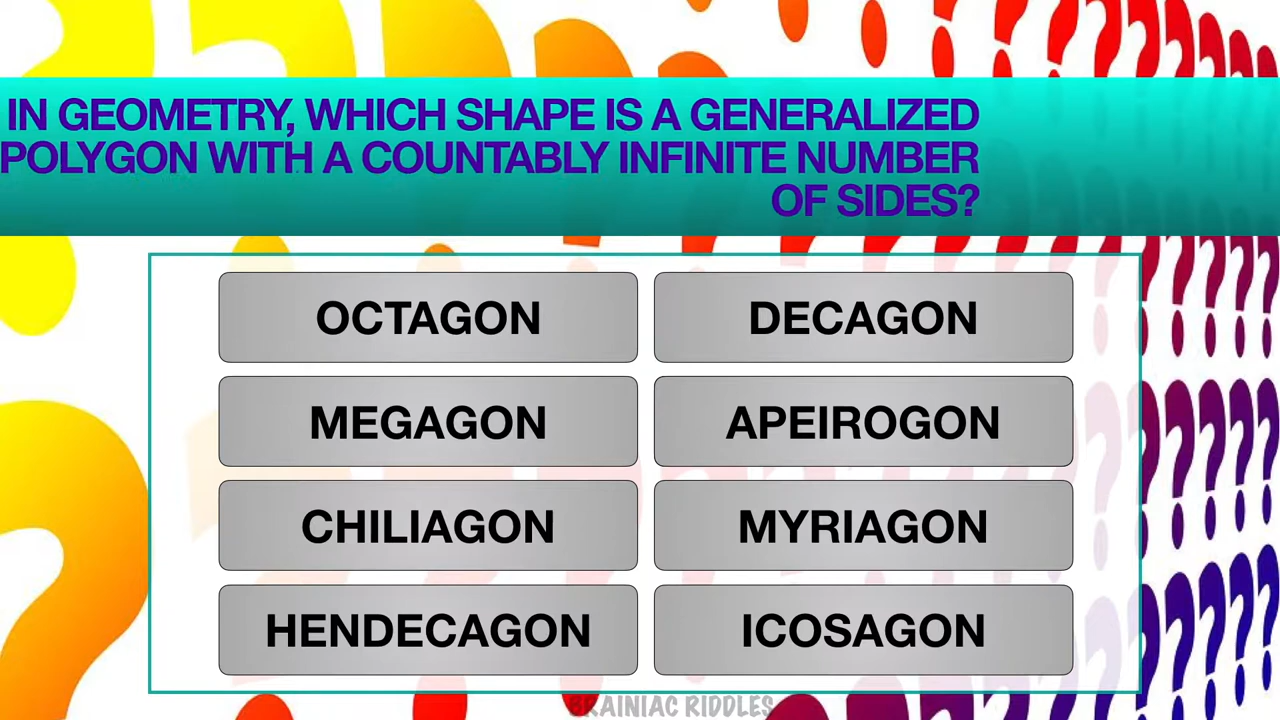 IN GEOMETRY, WHICH SHAPE IS A GENERALIZED
POLYGON WITH A COUNTABLY INFINITE NUMBER
OF SIDES?
OCTAGON
DECAGON
MEGAGON
APEIROGON
CHILIAGON
MYRIAGON
HENDECAGON
ICOSAGON
BRAINIAC RIDDLES